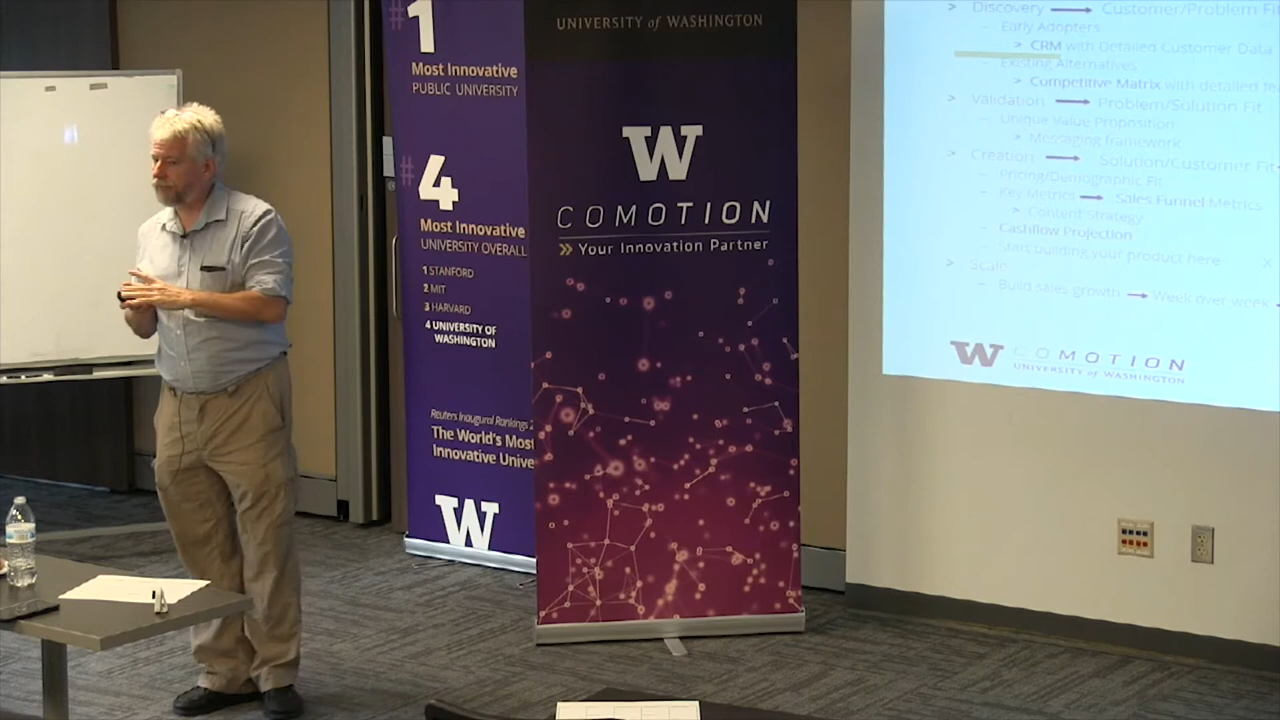 #1
Most Innovative
PUBLIC UNIVERSITY
#4
Most Innovative
UNIVERSITY OVERALL
1 STANFORD
2 MIT
3 HARVARD
4 UNIVERSITY OF
WASHINGTON
Reuters Inaugural Rankings
The World's Most
Innovative
W
UNIVERSITY of WASHINGTON
W
COMOTION
» Your Innovation Partner
> Discovery → Customer/Problem
– Early Adopters
> CRM with Detailed Customer Data
– Existing Alternatives
> Competitive Matrix with detailed
> Validation → Problem/Solution Fit
– Unique Value Proposition
> Messaging framework
> Creation → Solution/Customer Fit
– Pricing/Demographic Fit
– Key Metrics → Sales Funnel Metrics
> Content Strategy
– Cashflow Projection
– Start building your product here X
> Scale
– Build sales growth → Week over week
W COMOTION
UNIVERSITY of WASHINGTON